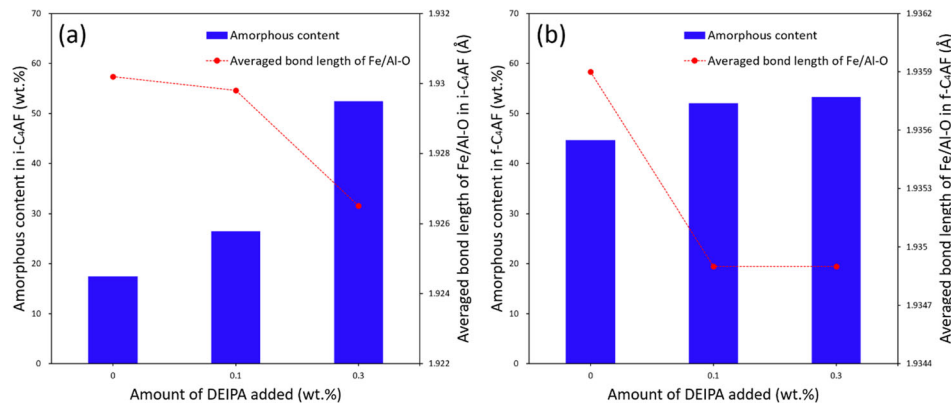 (a)
Amorphous content
Averaged bond length of Fe/Al-O
Amorphous content in i-C₄AF (wt.%)
70
60
50
40
30
20
10
0
Averaged bond length of Fe/Al-O in i-C₄AF (Å)
1.932
1.93
1.928
1.926
1.924
1.922
0
0.1
0.3
Amount of DEIPA added (wt.%)
(b)
Amorphous content
Averaged bond length of Fe/Al-O
Amorphous content in f-C₄AF (wt.%)
70
60
50
40
30
20
10
0
Averaged bond length of Fe/Al-O in f-C₄AF (Å)
1.9362
1.9359
1.9356
1.9353
1.935
1.9347
1.9344
0
0.1
0.3
Amount of DEIPA added (wt.%)